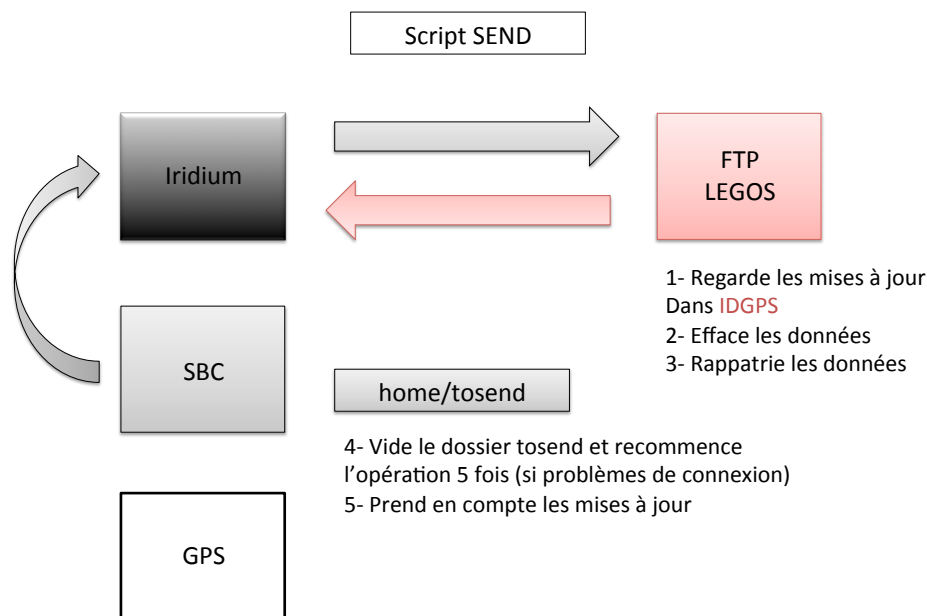 Script SEND
Iridium
FTP
LEGOS
1- Regarde les mises à jour
Dans IDGPS
2- Efface les données
3- Rappatrie les données
SBC
home/tosend
4- Vide le dossier tosend et recommence
l'opération 5 fois (si problèmes de connexion)
5- Prend en compte les mises à jour
GPS